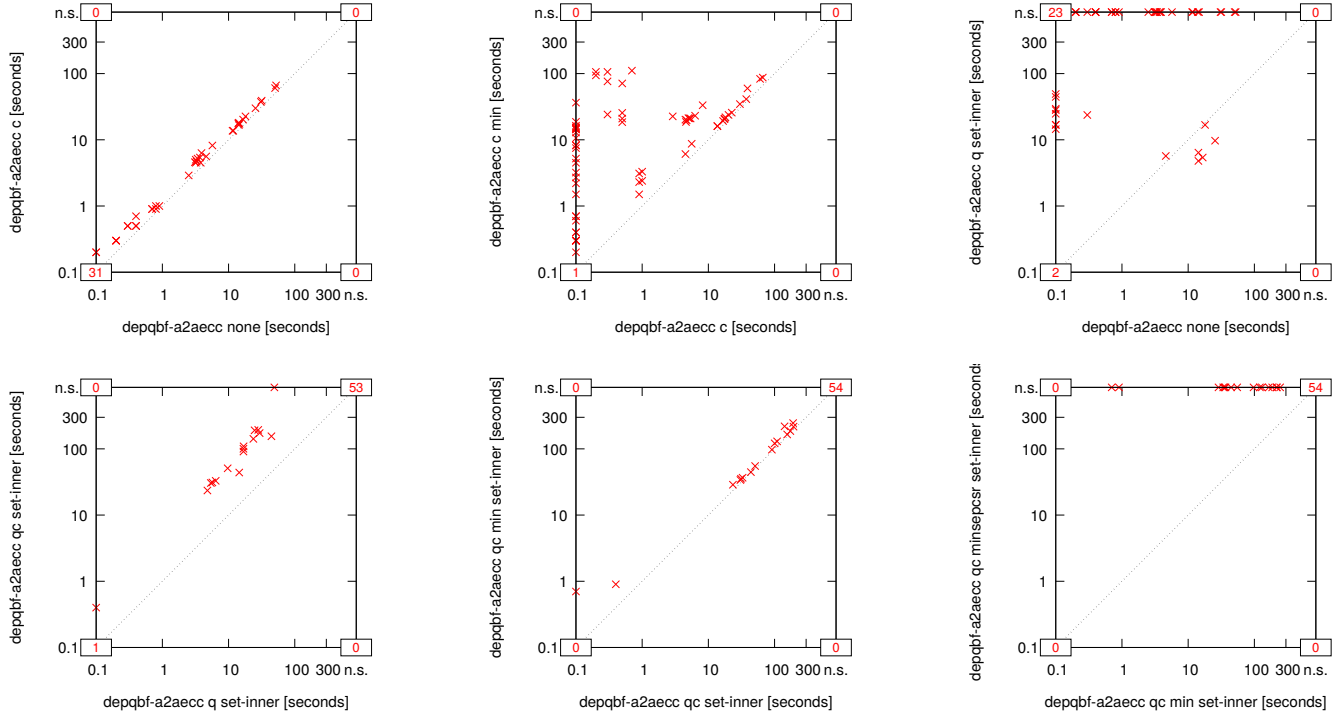 n.s. 0 0
300
100
10
1
0.1
31 0
0.1 1 10 100 300 n.s.
depqbf-a2aecc c [seconds]
depqbf-a2aecc none [seconds]
n.s. 0 0
300
100
10
1
0.1
1 0
0.1 1 10 100 300 n.s.
depqbf-a2aecc c min [seconds]
depqbf-a2aecc c [seconds]
n.s. 23 0
300
100
10
1
0.1
2 0
0.1 1 10 100 300 n.s.
depqbf-a2aecc q set-inner [seconds]
depqbf-a2aecc none [seconds]
n.s. 0 53
300
100
10
1
0.1
1 0
0.1 1 10 100 300 n.s.
depqbf-a2aecc qc set-inner [seconds]
depqbf-a2aecc q set-inner [seconds]
n.s. 0 54
300
100
10
1
0.1
0 0
0.1 1 10 100 300 n.s.
depqbf-a2aecc qc min set-inner [seconds]
depqbf-a2aecc qc set-inner [seconds]
n.s. 0 54
300
100
10
1
0.1
0 0
0.1 1 10 100 300 n.s.
depqbf-a2aecc qc minsepcsr set-inner [second
depqbf-a2aecc qc min set-inner [seconds]